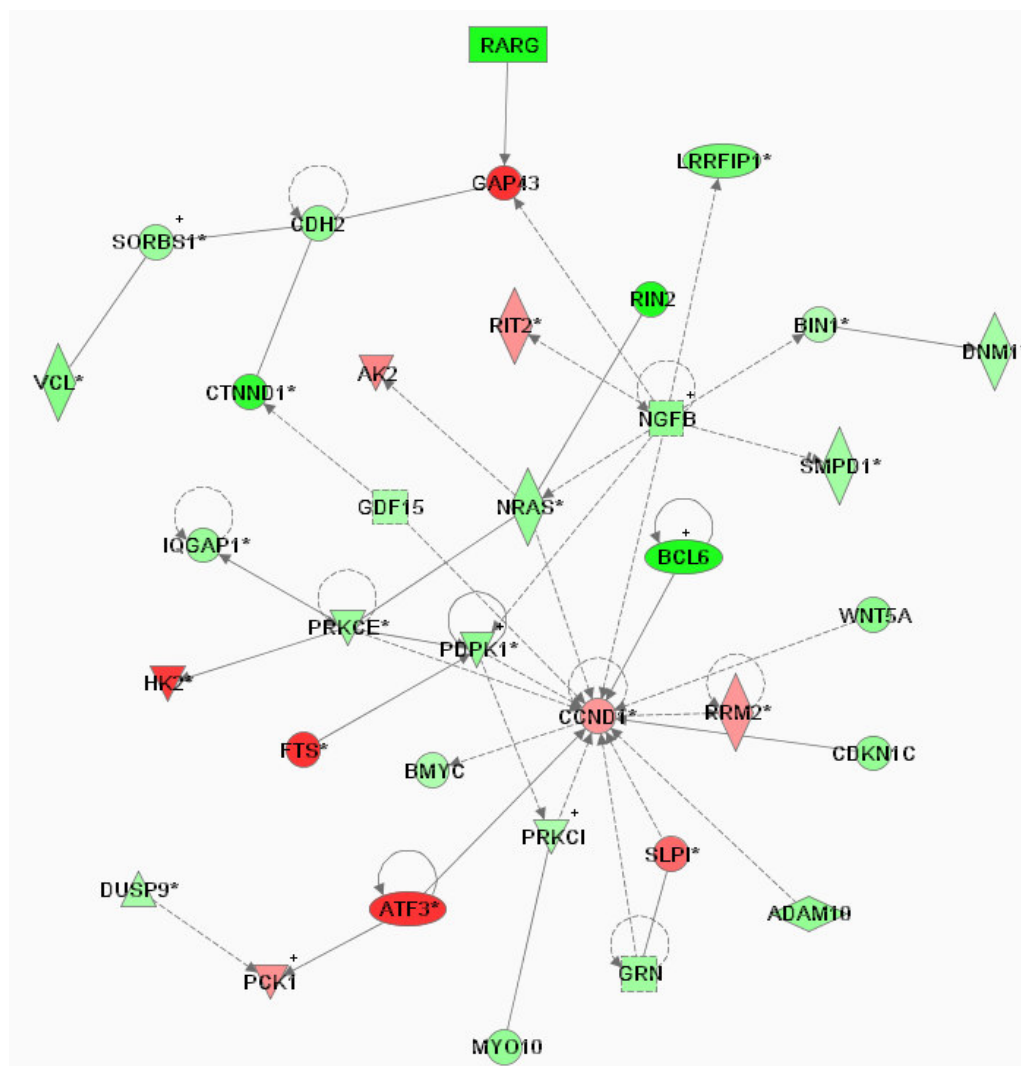 RARG
LRRFIP1*
GAP43
CDH2
+
SORBS1*
RIN2
RIT2*
BIN1*
DNM1
AK2
VCL*
CTNND1*
+
NGFB
SMPD1*
GDF15
NRAS*
IQGAP1*
+
BCL6
WNT5A
PRKCE*
+
PDPK1*
HK2*
CCND1*
RRM2*
FTS*
CDKN1C
BMYC
+
PRKCI
SLPI*
DUSP9*
ATF3*
ADAM19
+
PCK1
GRN
MYO10